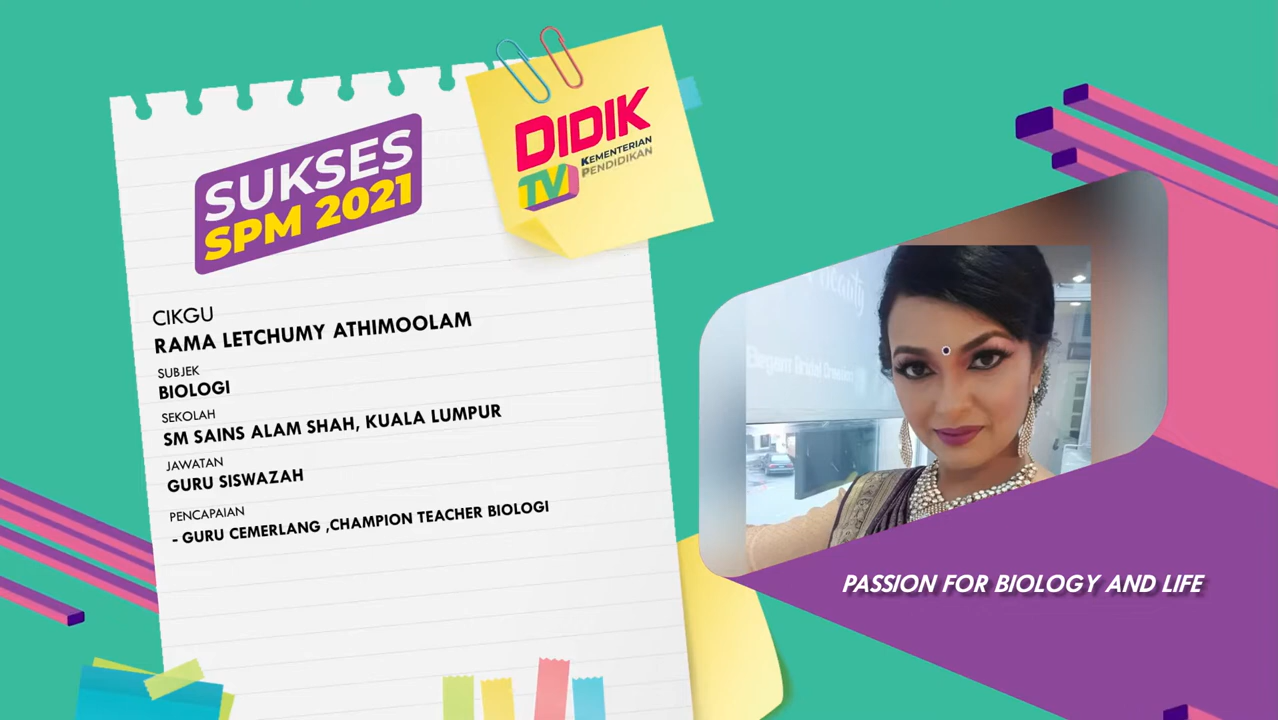 SUKSES
SPM 2021
DIDIK
TV
KEMENTERIAN
PENDIDIKAN
CIKGU
RAMA LETCHUMY ATHIMOOLAM
SUBJEK
BIOLOGI
SEKOLAH
SM SAINS ALAM SHAH, KUALA LUMPUR
JAWATAN
GURU SISWAZAH
PENCAPAIAN
- GURU CEMERLANG ,CHAMPION TEACHER BIOLOGI
PASSION FOR BIOLOGY AND LIFE